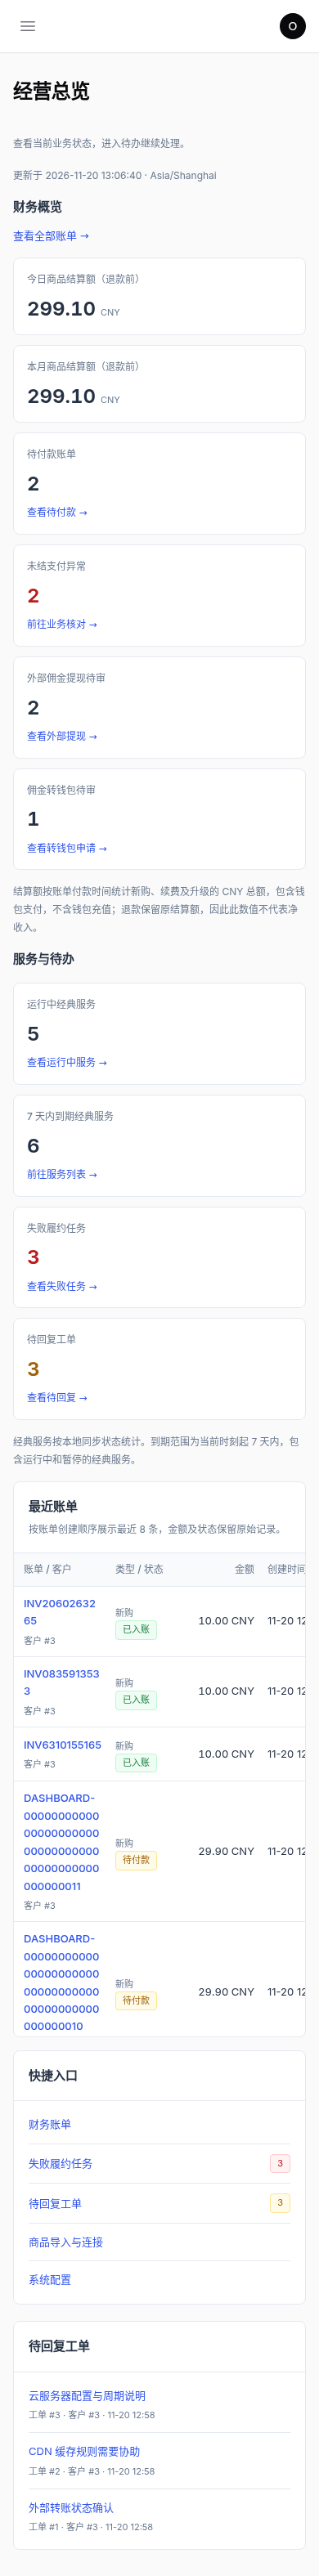 O
经营总览
查看当前业务状态，进入待办继续处理。
更新于 2026-11-20 13:06:40 · Asia/Shanghai
财务概览
查看全部账单 →
今日商品结算额（退款前）
299.10 CNY
本月商品结算额（退款前）
299.10 CNY
待付款账单
2
查看待付款 →
未结支付异常
2
前往业务核对 →
外部佣金提现待审
2
查看外部提现 →
佣金转钱包待审
1
查看转钱包申请 →
结算额按账单付款时间统计新购、续费及升级的 CNY 总额，包含钱
包支付，不含钱包充值；退款保留原结算额，因此此数值不代表净
收入。
服务与待办
运行中经典服务
5
查看运行中服务 →
7 天内到期经典服务
6
前往服务列表 →
失败履约任务
3
查看失败任务 →
待回复工单
3
查看待回复 →
经典服务按本地同步状态统计。到期范围为当前时刻起 7 天内，包
含运行中和暂停的经典服务。
最近账单
按账单创建顺序展示最近 8 条，金额及状态保留原始记录。
账单 / 客户 类型 / 状态 金额 创建时间
INV20602632
65
客户 #3
新购
已入账
10.00 CNY 11-20 12
INV083591353
3
客户 #3
新购
已入账
10.00 CNY 11-20 12
INV6310155165
客户 #3
新购
已入账
10.00 CNY 11-20 12
DASHBOARD-
00000000000
00000000000
00000000000
00000000000
000000011
客户 #3
新购
待付款
29.90 CNY 11-20 12
DASHBOARD-
00000000000
00000000000
00000000000
00000000000
000000010
新购
待付款
29.90 CNY 11-20 12
快捷入口
财务账单
失败履约任务 3
待回复工单 3
商品导入与连接
系统配置
待回复工单
云服务器配置与周期说明
工单 #3 · 客户 #3 · 11-20 12:58
CDN 缓存规则需要协助
工单 #2 · 客户 #3 · 11-20 12:58
外部转账状态确认
工单 #1 · 客户 #3 · 11-20 12:58